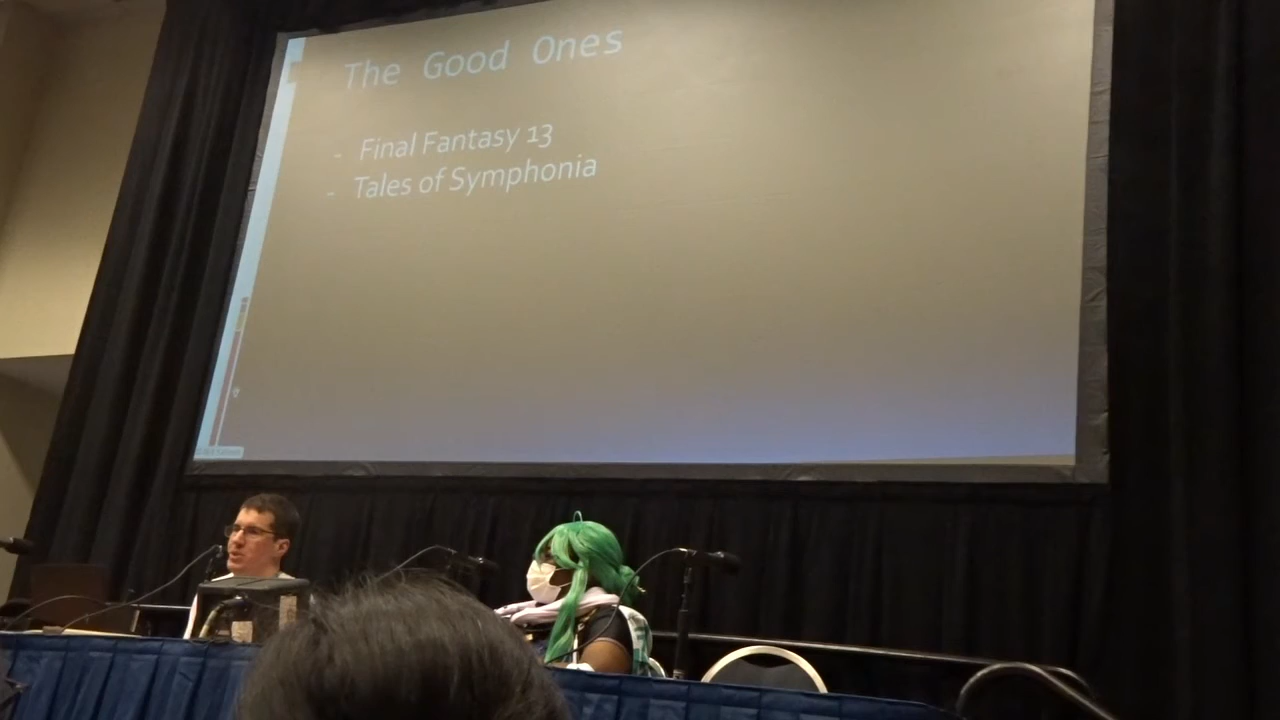 The Good Ones
- Final Fantasy 13
- Tales of Symphonia